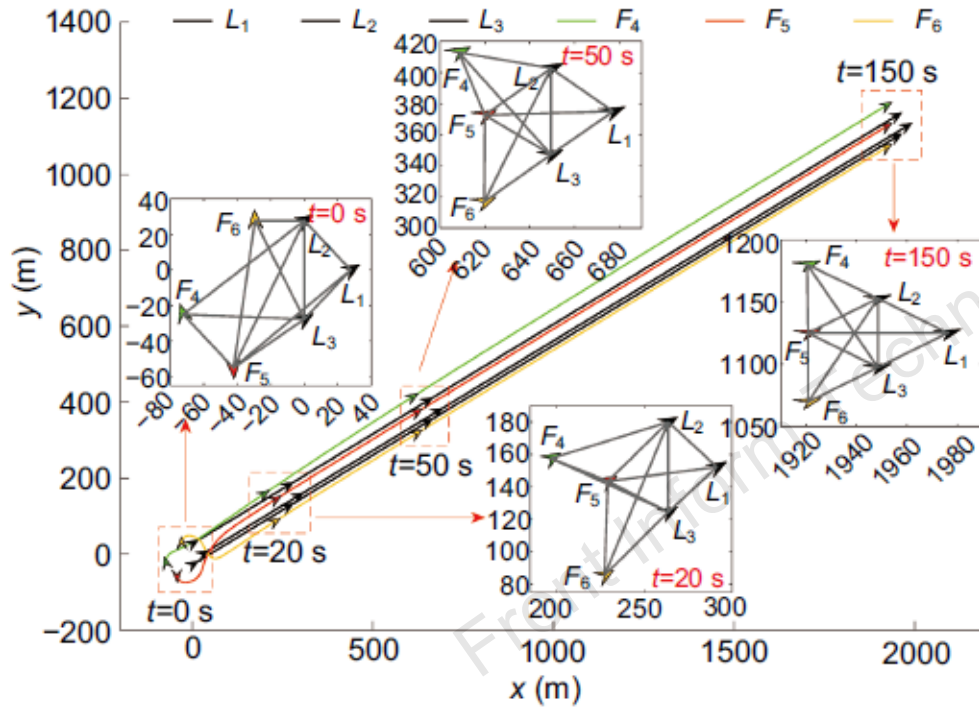 L1 L2 L3 F4 F5 F6
1400
1200
1000
800
600
400
200
0
−200
y (m)
0 500 1000 1500 2000
x (m)
t=0 s
t=20 s
t=50 s
t=150 s
420
400
380
360
340
320
300
600 620 640 660 680
t=50 s
F4
L2
F5
L1
L3
F6
40
20
0
−20
−40
−60
−80 −60 −40 −20 0 20 40
t=0 s
F6
L2
F4
L1
L3
F5
1200
1150
1100
1050
1920 1940 1960 1980
t=150 s
F4
L2
F5
L1
L3
F6
180
160
140
120
100
80
200 250 300
t=20 s
L2
F4
F5
L1
L3
F6
Front Inform Techn